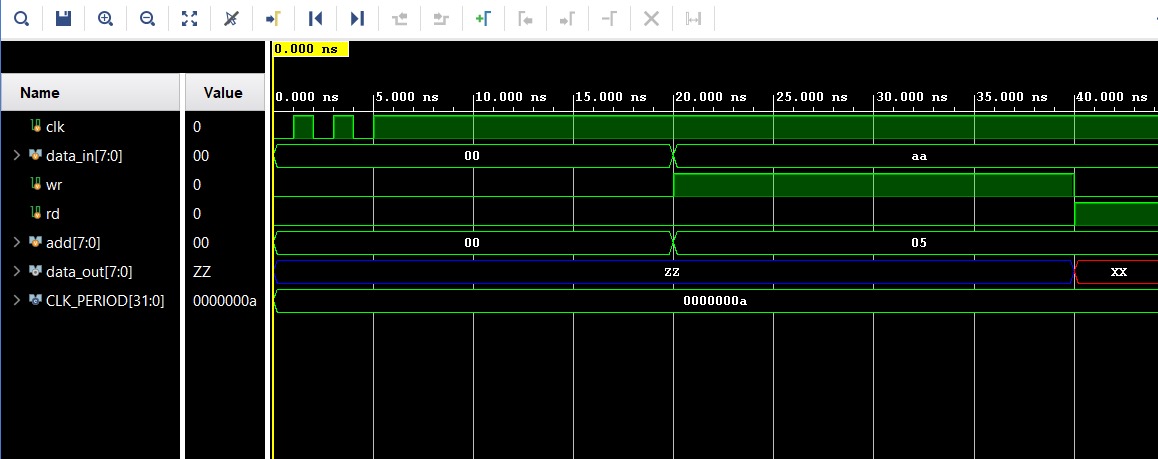 0.000 ns
Name Value
0.000 ns 5.000 ns 10.000 ns 15.000 ns 20.000 ns 25.000 ns 30.000 ns 35.000 ns 40.000 ns
clk 0
data_in[7:0] 00 00 aa
wr 0
rd 0
add[7:0] 00 00 05
data_out[7:0] ZZ ZZ XX
CLK_PERIOD[31:0] 0000000a 0000000a